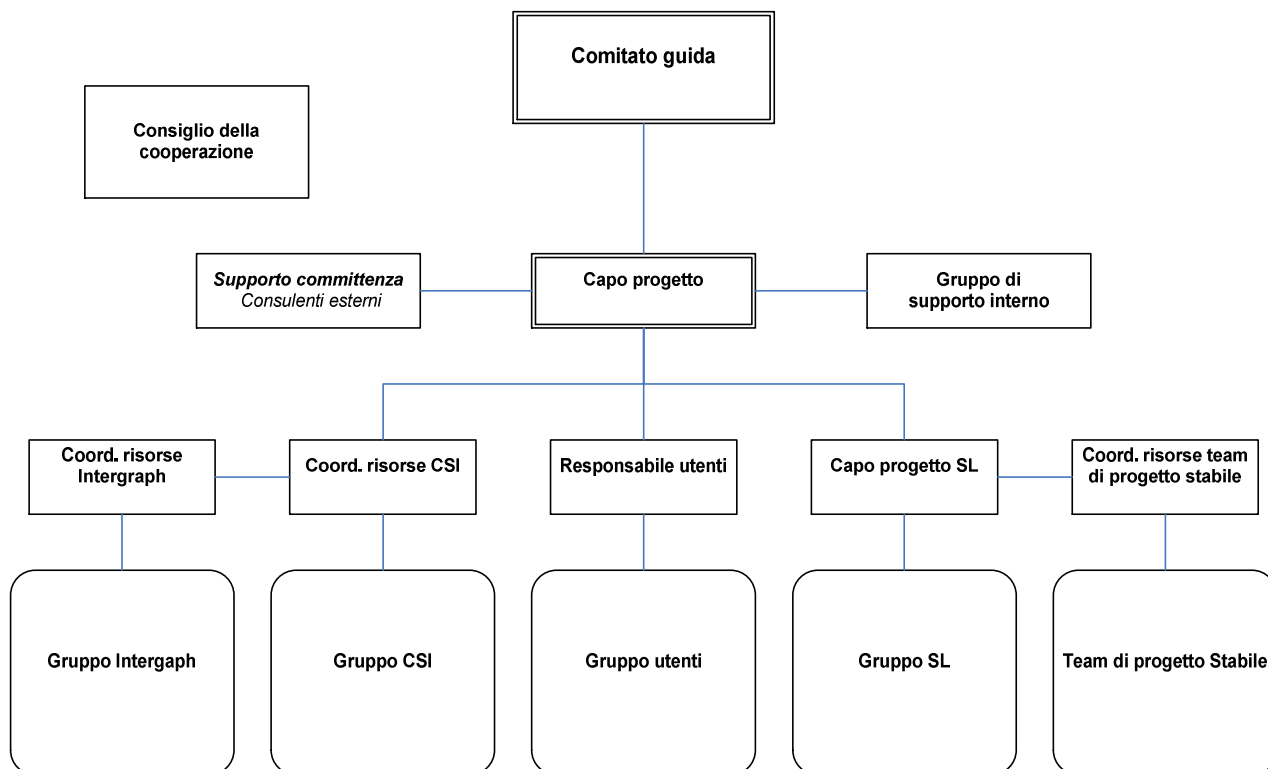 Comitato guida
Consiglio della
cooperazione
Supporto committenza
Consulenti esterni
Capo progetto
Gruppo di
supporto interno
Coord. risorse
Intergraph
Coord. risorse CSI
Responsabile utenti
Capo progetto SL
Coord. risorse team
di progetto stabile
Gruppo Intergaph
Gruppo CSI
Gruppo utenti
Gruppo SL
Team di progetto Stabile